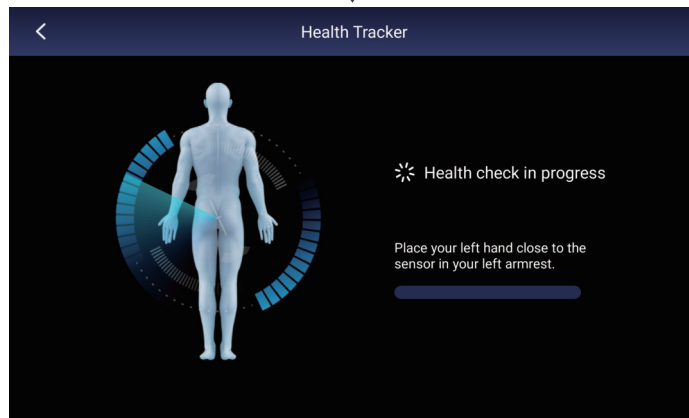 Health Tracker
Health check in progress
Place your left hand close to the
sensor in your left armrest.